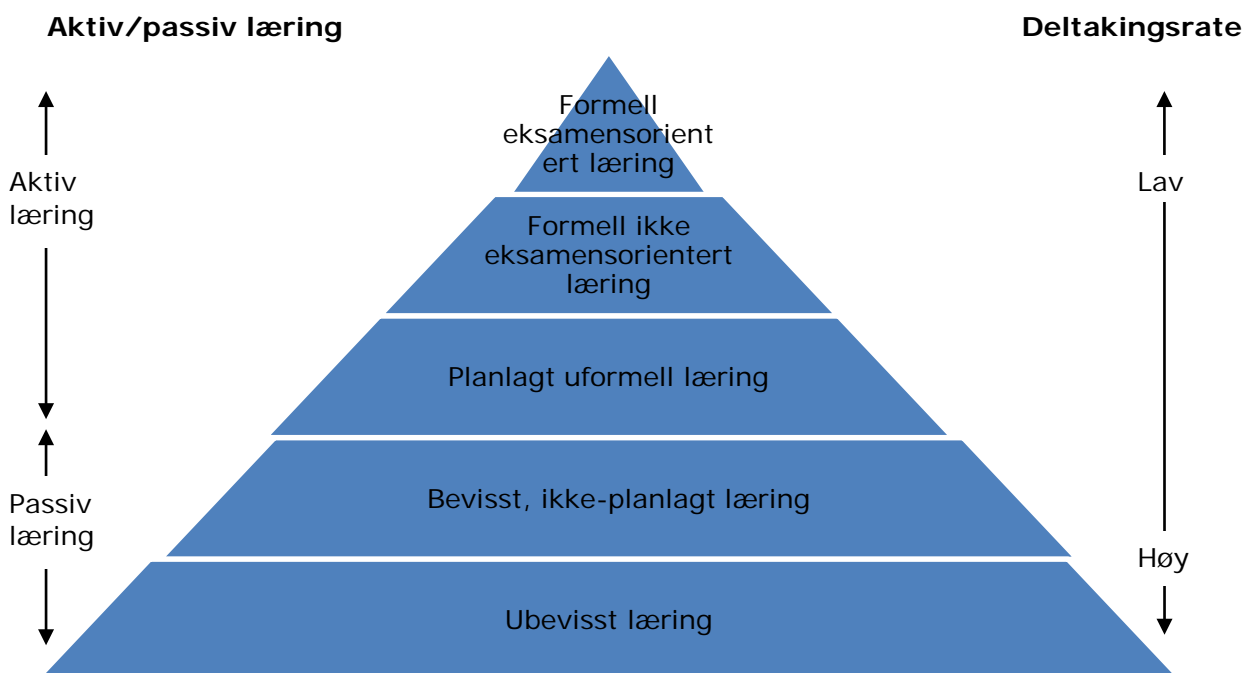 Aktiv/passiv læring
Deltakingsrate
Formell
eksamensorient
ert læring
Aktiv
læring
Lav
Formell ikke
eksamensorientert
læring
Planlagt uformell læring
Passiv
læring
Bevisst, ikke-planlagt læring
Høy
Ubevisst læring